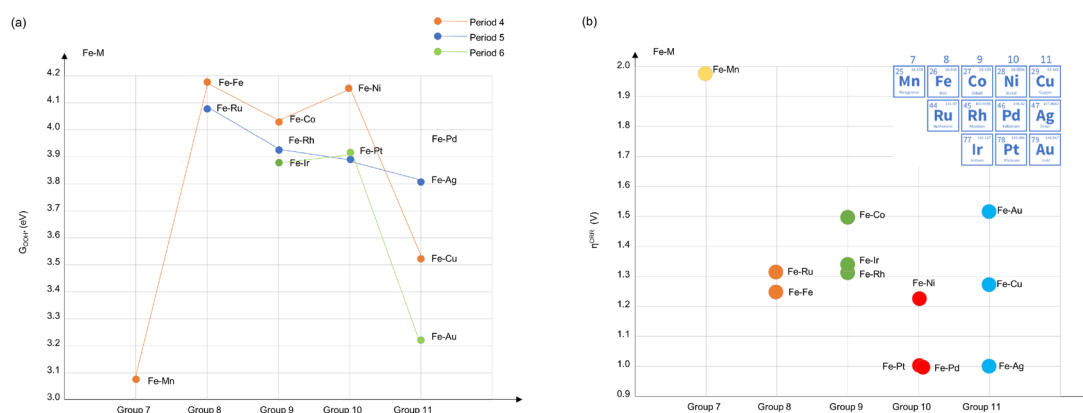 (a)
Period 4
Period 5
Period 6
Fe-M
4.2
4.1
4.0
3.9
3.8
3.7
3.6
3.5
3.4
3.3
3.2
3.1
3.0
G_OOH* (eV)
Fe-Fe
Fe-Ni
Fe-Ru
Fe-Co
Fe-Rh
Fe-Pd
Fe-Pt
Fe-Ir
Fe-Ag
Fe-Cu
Fe-Au
Fe-Mn
Group 7 Group 8 Group 9 Group 10 Group 11
(b)
Fe-M
2.0
1.9
1.8
1.7
1.6
1.5
1.4
1.3
1.2
1.1
1.0
0.9
η^ORR (V)
Fe-Mn
7 8 9 10 11
25 26 27 28 29
Mn Fe Co Ni Cu
44 45 46 47
Ru Rh Pd Ag
77 78 79
Ir Pt Au
Fe-Co
Fe-Au
Fe-Ir
Fe-Ru
Fe-Rh
Fe-Ni
Fe-Cu
Fe-Fe
Fe-Pt
Fe-Pd
Fe-Ag
Group 7 Group 8 Group 9 Group 10 Group 11